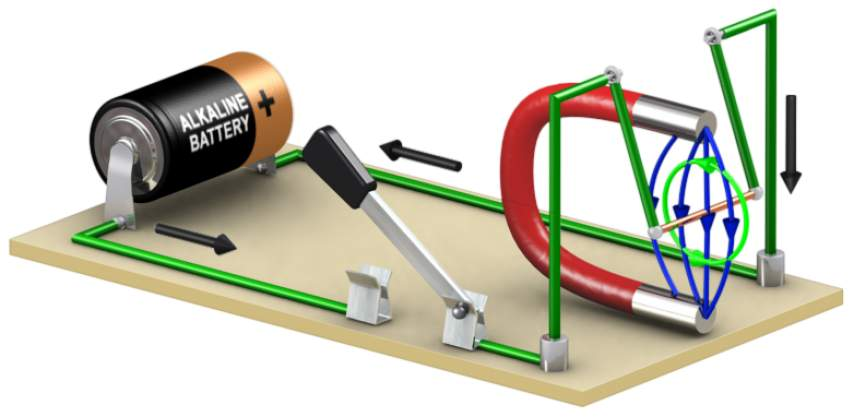 ALKALINE
BATTERY
+